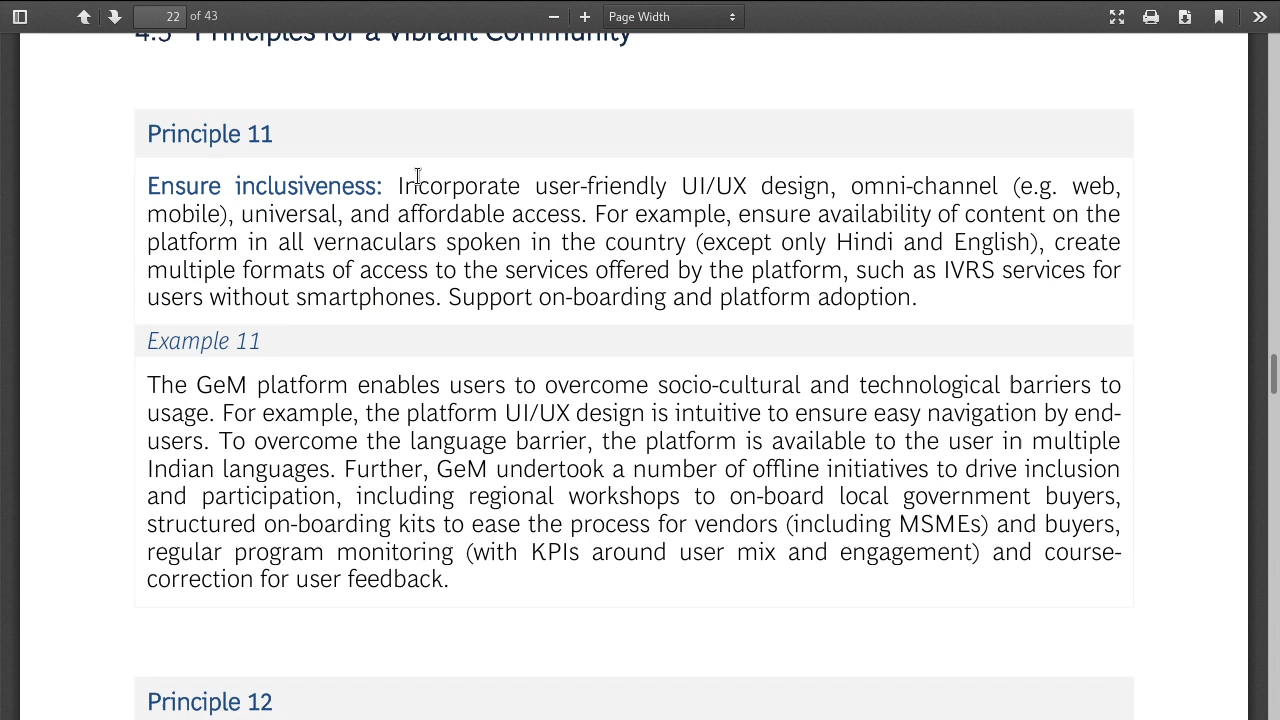 22 of 43
Page Width
4.5 Principles for a Vibrant Community
Principle 11
Ensure inclusiveness: Incorporate user-friendly UI/UX design, omni-channel (e.g. web,
mobile), universal, and affordable access. For example, ensure availability of content on the
platform in all vernaculars spoken in the country (except only Hindi and English), create
multiple formats of access to the services offered by the platform, such as IVRS services for
users without smartphones. Support on-boarding and platform adoption.
Example 11
The GeM platform enables users to overcome socio-cultural and technological barriers to
usage. For example, the platform UI/UX design is intuitive to ensure easy navigation by end-
users. To overcome the language barrier, the platform is available to the user in multiple
Indian languages. Further, GeM undertook a number of offline initiatives to drive inclusion
and participation, including regional workshops to on-board local government buyers,
structured on-boarding kits to ease the process for vendors (including MSMEs) and buyers,
regular program monitoring (with KPIs around user mix and engagement) and course-
correction for user feedback.
Principle 12